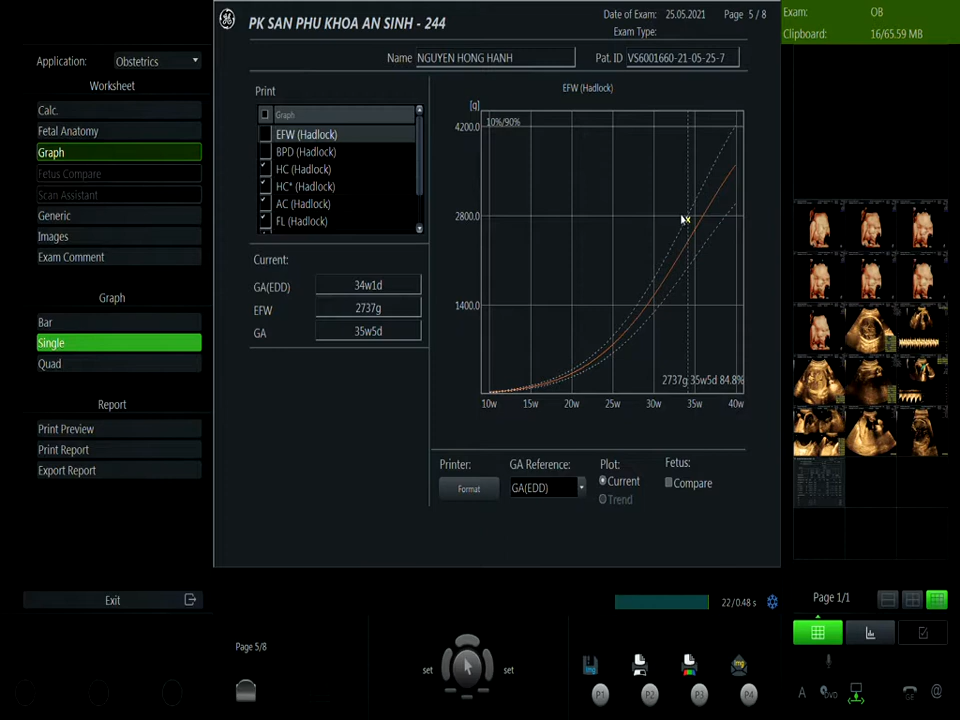 PK SAN PHU KHOA AN SINH - 244
Date of Exam: 25.05.2021 Page 5 / 8
Exam Type:
Exam: OB
Clipboard: 16/65.59 MB
Name NGUYEN HONG HANH Pat. ID VS6001660-21-05-25-7
Application: Obstetrics
Worksheet
Calc.
Fetal Anatomy
Graph
Fetus Compare
Scan Assistant
Generic
Images
Exam Comment
Graph
Bar
Single
Quad
Report
Print Preview
Print Report
Export Report
Exit
Print
Graph
EFW (Hadlock)
BPD (Hadlock)
HC (Hadlock)
HC* (Hadlock)
AC (Hadlock)
FL (Hadlock)
Current:
GA(EDD) 34w1d
EFW 2737g
GA 35w5d
EFW (Hadlock)
[g]
10%/90%
4200.0
2800.0
1400.0
2737g 35w5d 84.8%
10w 15w 20w 25w 30w 35w 40w
Printer:
Format
GA Reference:
GA(EDD)
Plot:
Current
Trend
Fetus:
Compare
22/0.48 s
Page 1/1
Page 5/8
set set
P1 P2 P3 P4
A DVD @